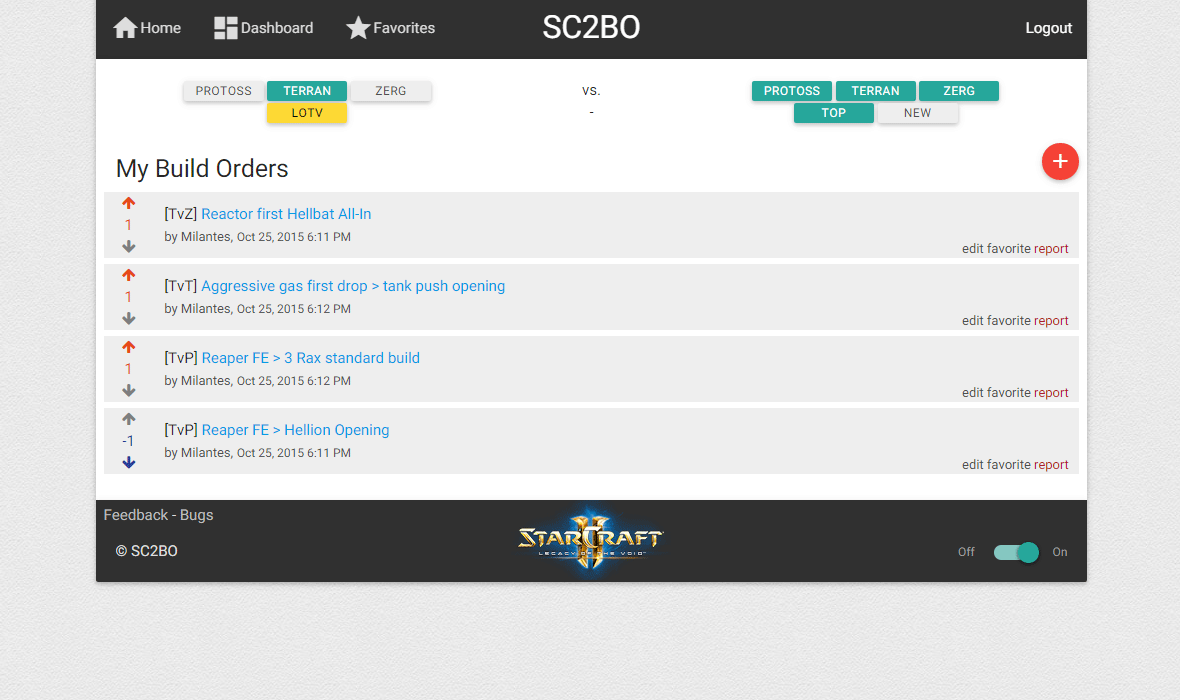 Home Dashboard Favorites SC2BO Logout
PROTOSS TERRAN ZERG vs. PROTOSS TERRAN ZERG
LOTV - TOP NEW
My Build Orders +
1
[TvZ] Reactor first Hellbat All-In
by Milantes, Oct 25, 2015 6:11 PM
edit favorite report
1
[TvT] Aggressive gas first drop > tank push opening
by Milantes, Oct 25, 2015 6:12 PM
edit favorite report
1
[TvP] Reaper FE > 3 Rax standard build
by Milantes, Oct 25, 2015 6:12 PM
edit favorite report
-1
[TvP] Reaper FE > Hellion Opening
by Milantes, Oct 25, 2015 6:11 PM
edit favorite report
Feedback - Bugs
© SC2BO
STARCRAFT II
LEGACY OF THE VOID
Off On